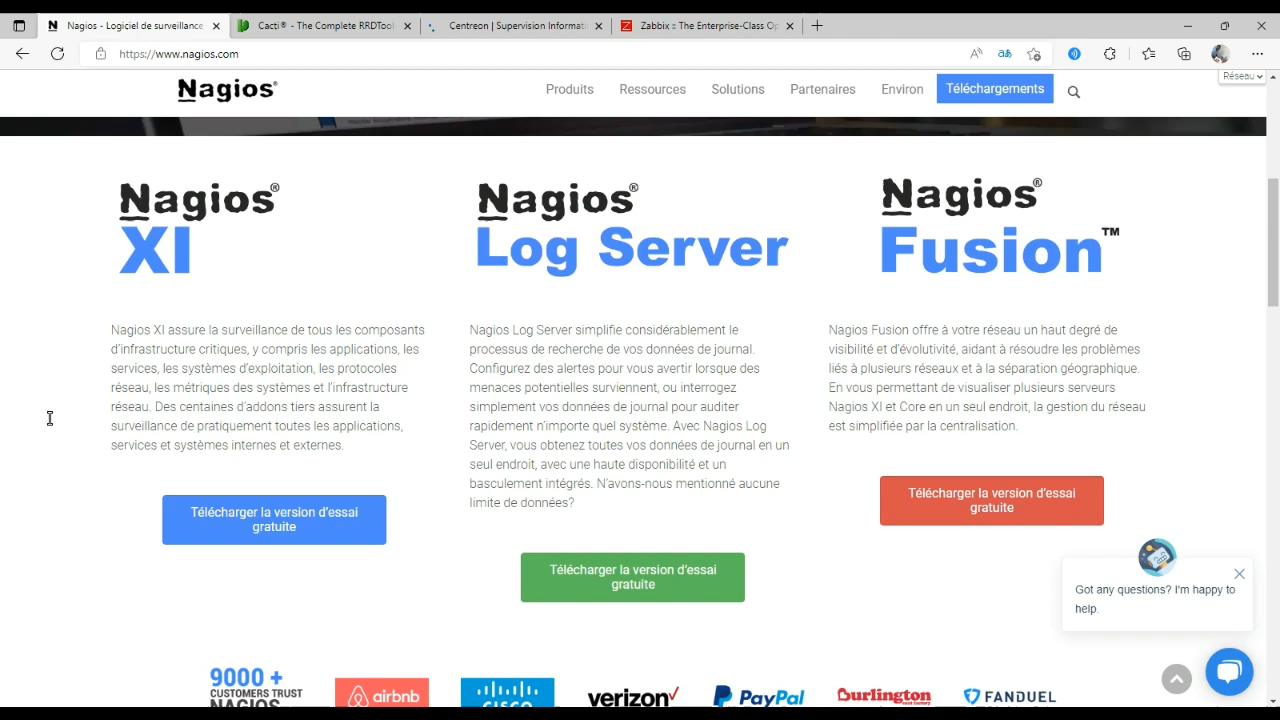 Nagios - Logiciel de surveillance
Cacti® - The Complete RRDTool
Centreon | Supervision Informati
Zabbix :: The Enterprise-Class Op
https://www.nagios.com
Nagios®
Produits
Ressources
Solutions
Partenaires
Environ
Téléchargements
Réseau
Nagios®
XI
Nagios XI assure la surveillance de tous les composants
d'infrastructure critiques, y compris les applications, les
services, les systèmes d'exploitation, les protocoles
réseau, les métriques des systèmes et l'infrastructure
réseau. Des centaines d'addons tiers assurent la
surveillance de pratiquement toutes les applications,
services et systèmes internes et externes.
Télécharger la version d'essai
gratuite
Nagios®
Log Server
Nagios Log Server simplifie considérablement le
processus de recherche de vos données de journal.
Configurez des alertes pour vous avertir lorsque des
menaces potentielles surviennent, ou interrogez
simplement vos données de journal pour auditer
rapidement n'importe quel système. Avec Nagios Log
Server, vous obtenez toutes vos données de journal en un
seul endroit, avec une haute disponibilité et un
basculement intégrés. N'avons-nous mentionné aucune
limite de données?
Télécharger la version d'essai
gratuite
Nagios®
Fusion™
Nagios Fusion offre à votre réseau un haut degré de
visibilité et d'évolutivité, aidant à résoudre les problèmes
liés à plusieurs réseaux et à la séparation géographique.
En vous permettant de visualiser plusieurs serveurs
Nagios XI et Core en un seul endroit, la gestion du réseau
est simplifiée par la centralisation.
Télécharger la version d'essai
gratuite
Got any questions? I'm happy to
help.
9000 +
CUSTOMERS TRUST
NAGIOS
airbnb
CISCO
verizon
PayPal
Burlington
FANDUEL